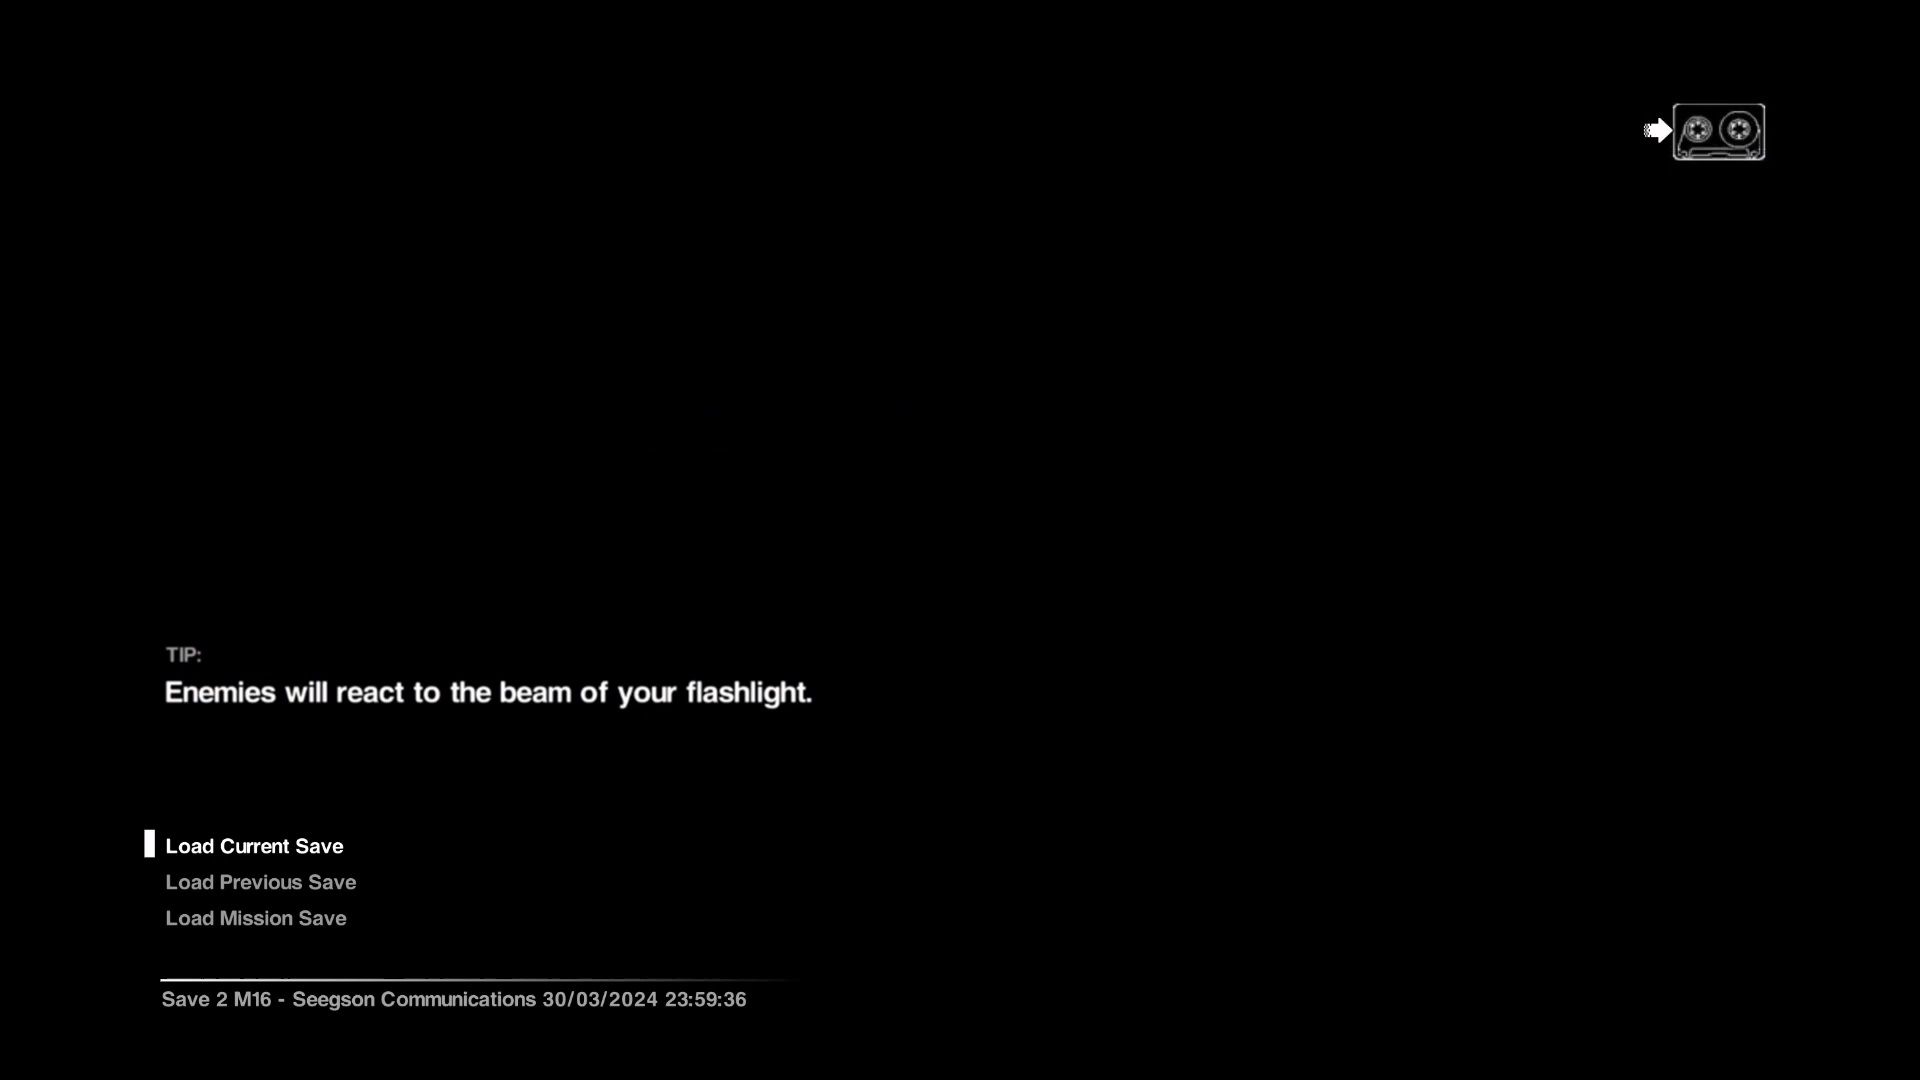 TIP:
Enemies will react to the beam of your flashlight.
Load Current Save
Load Previous Save
Load Mission Save
Save 2 M16 - Seegson Communications 30/03/2024 23:59:36